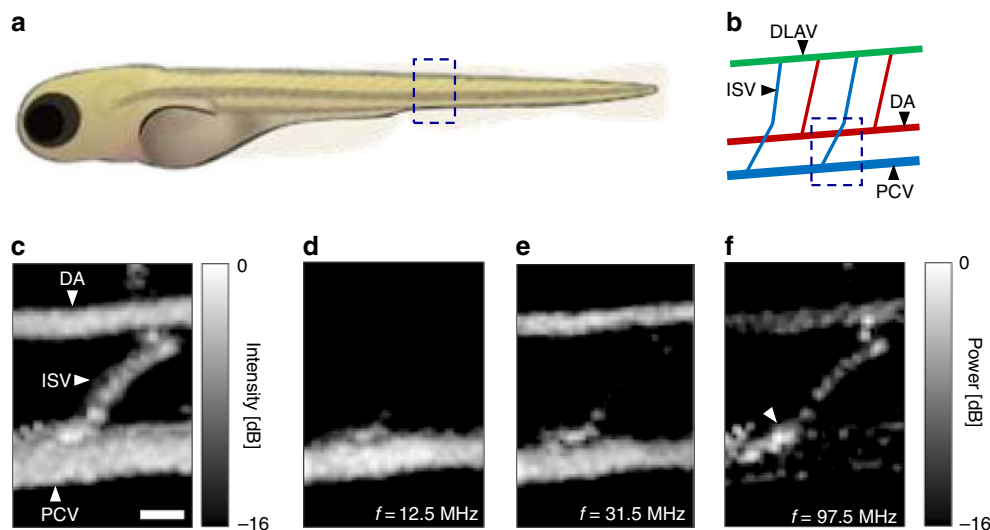 a
b
DLAV
ISV
DA
PCV
c
d
e
f
DA
ISV
PCV
0
Intensity [dB]
−16
f = 12.5 MHz
f = 31.5 MHz
f = 97.5 MHz
0
Power [dB]
−16